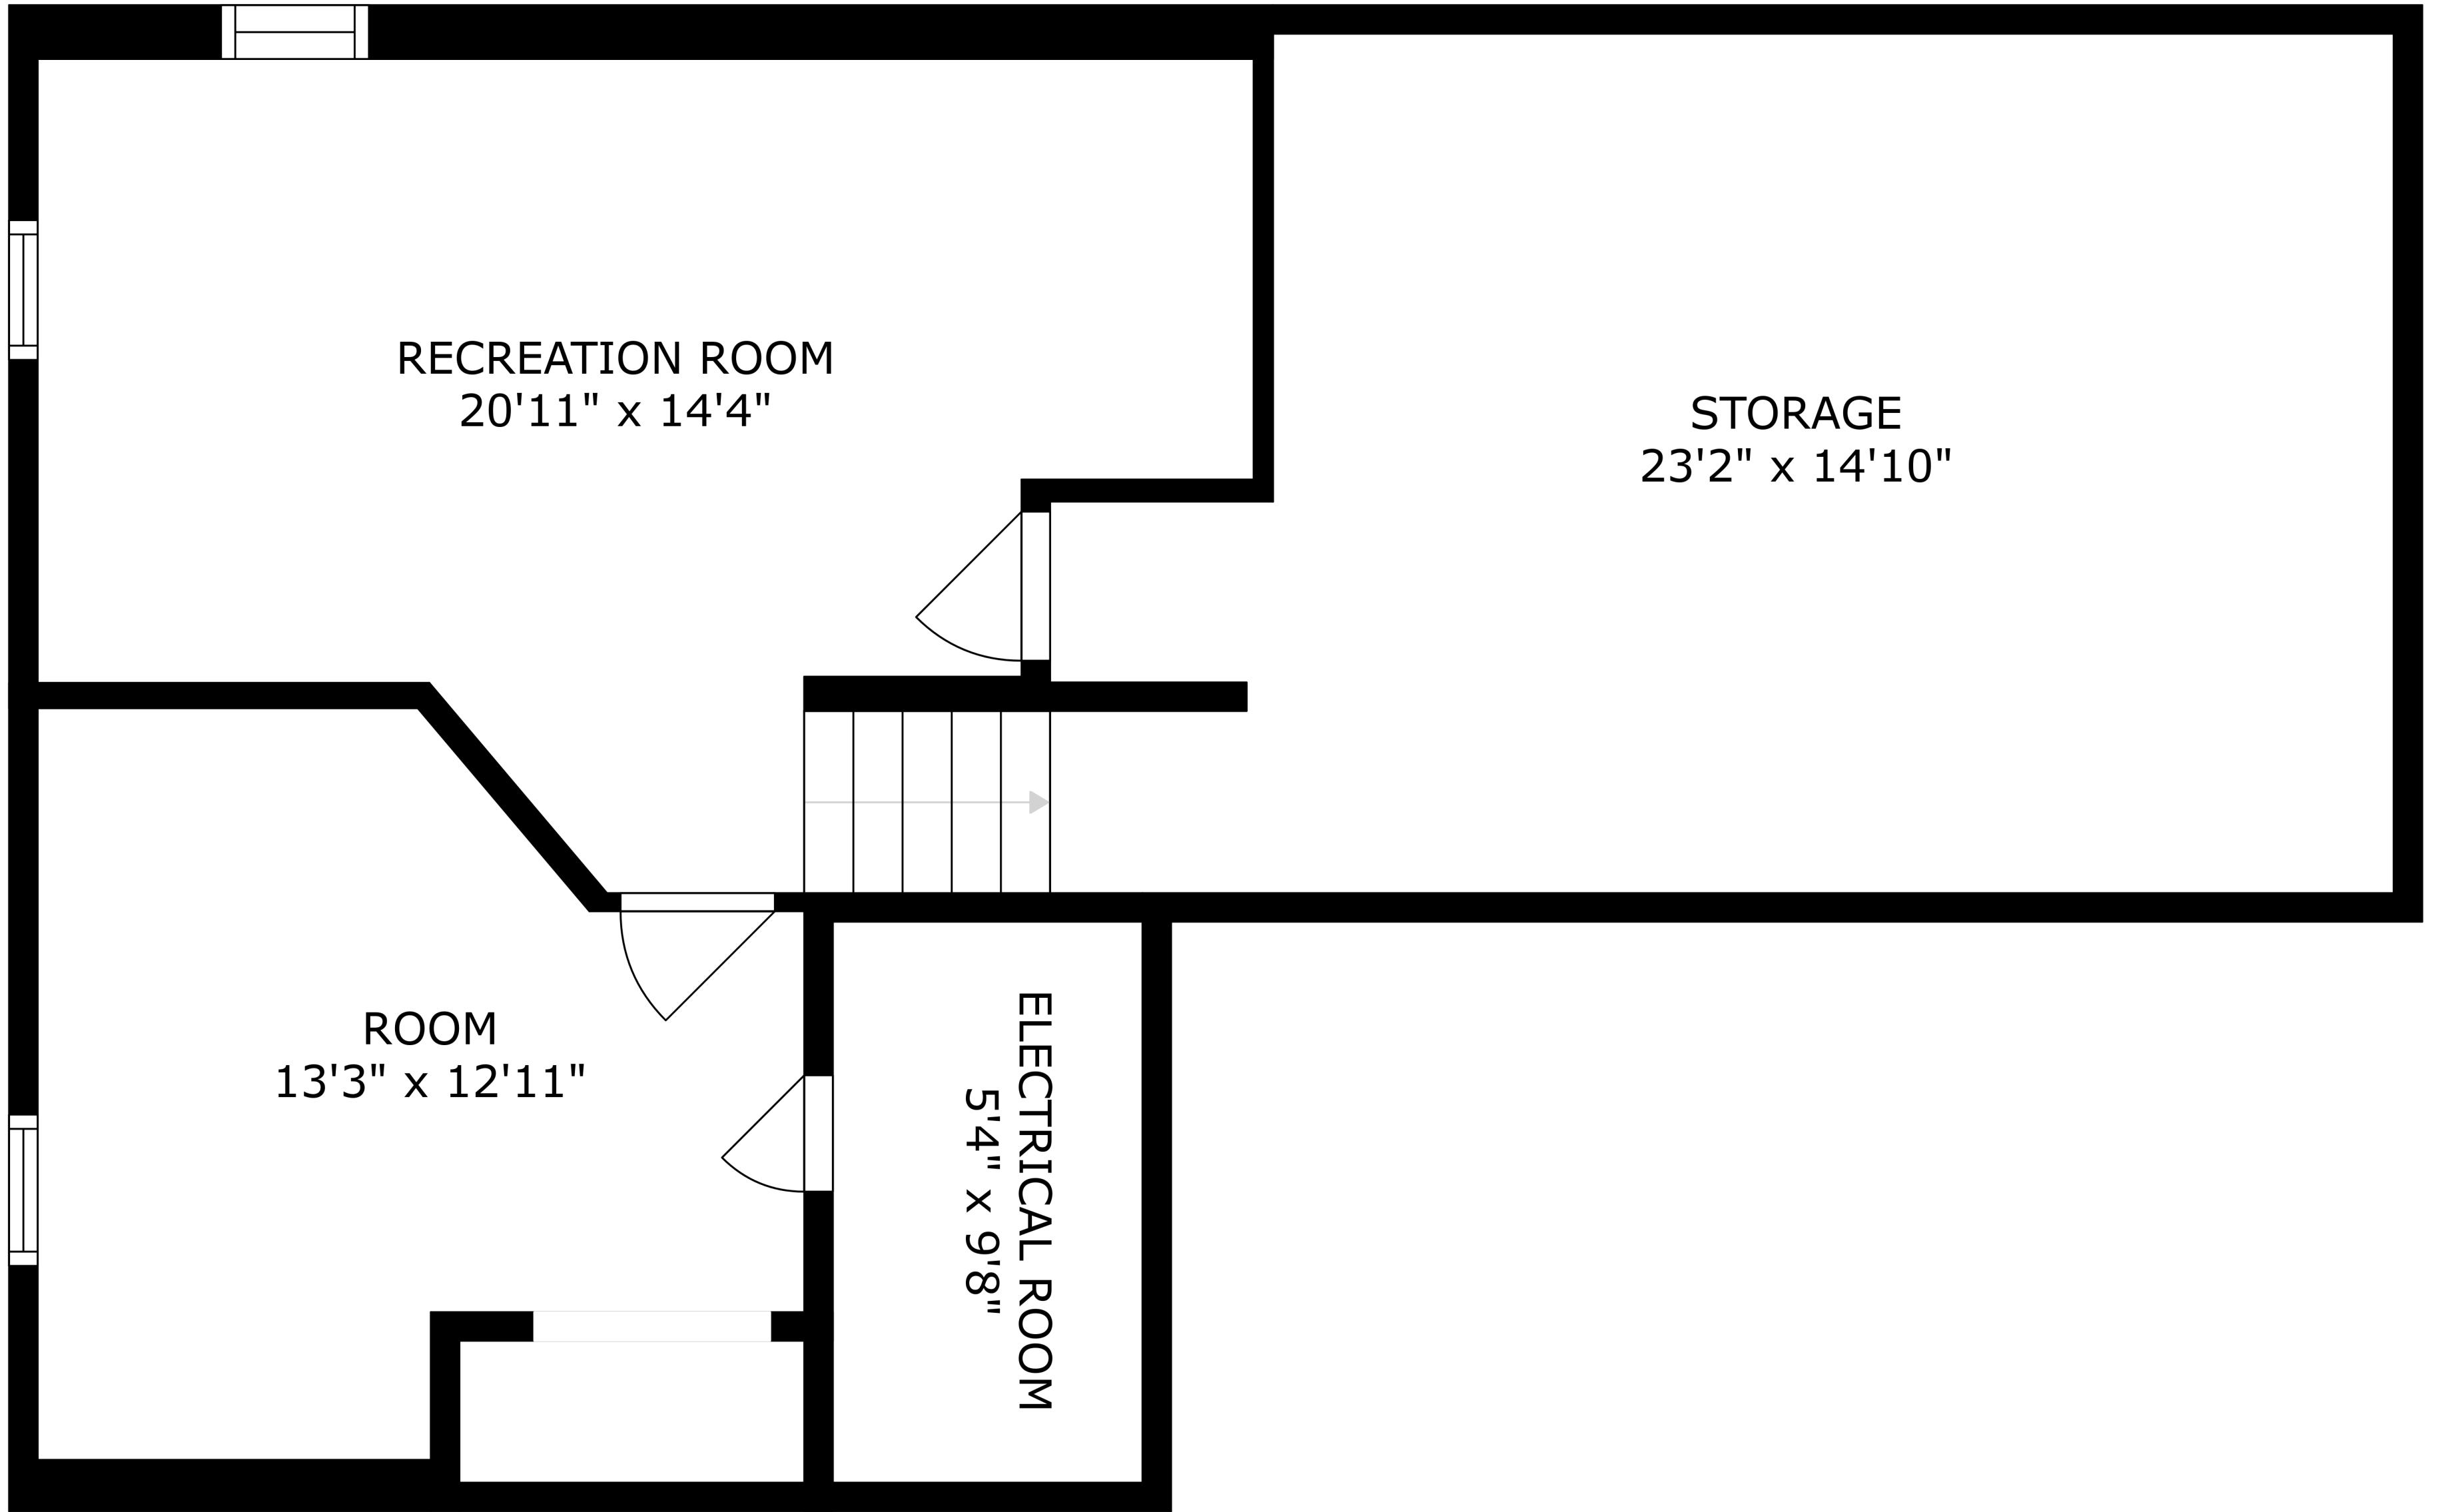 RECREATION ROOM
20'11" x 14'4"
STORAGE
23'2" x 14'10"
ROOM
13'3" x 12'11"
ELECTRICAL ROOM
5'4" x 9'8"